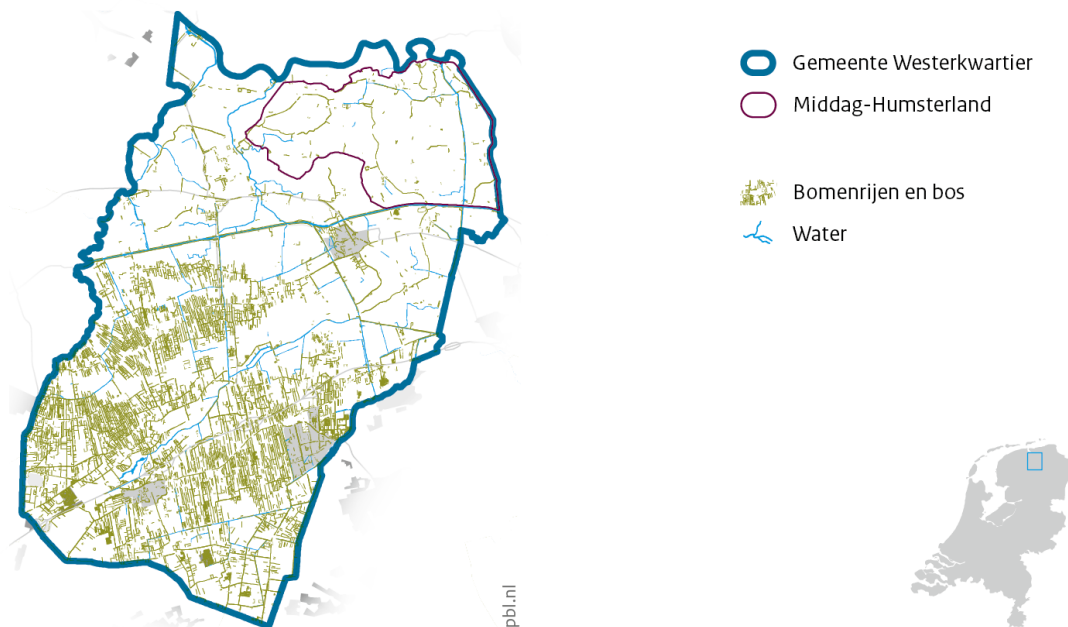 Gemeente Westerkwartier
Middag-Humsterland
Bomenrijen en bos
Water
pbl.nl